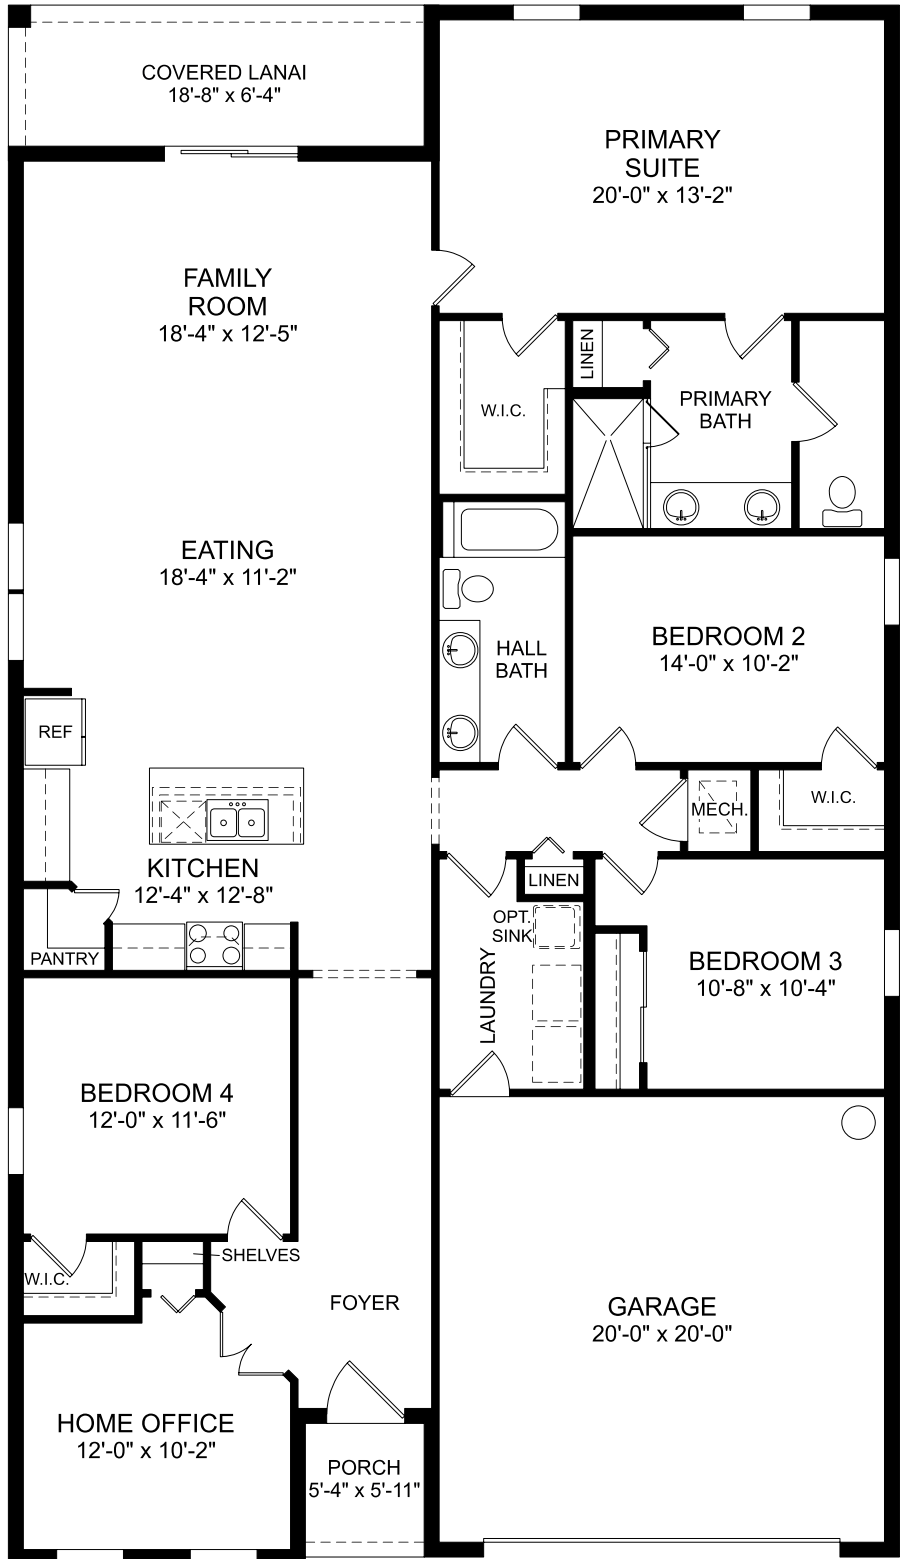 COVERED LANAI
18'-8" x 6'-4"
PRIMARY
SUITE
20'-0" x 13'-2"
FAMILY
ROOM
18'-4" x 12'-5"
LINEN
W.I.C.
PRIMARY
BATH
EATING
18'-4" x 11'-2"
HALL
BATH
BEDROOM 2
14'-0" x 10'-2"
REF
MECH.
W.I.C.
KITCHEN
12'-4" x 12'-8"
LINEN
OPT.
SINK
PANTRY
LAUNDRY
BEDROOM 3
10'-8" x 10'-4"
BEDROOM 4
12'-0" x 11'-6"
SHELVES
W.I.C.
FOYER
GARAGE
20'-0" x 20'-0"
HOME OFFICE
12'-0" x 10'-2"
PORCH
5'-4" x 5'-11"